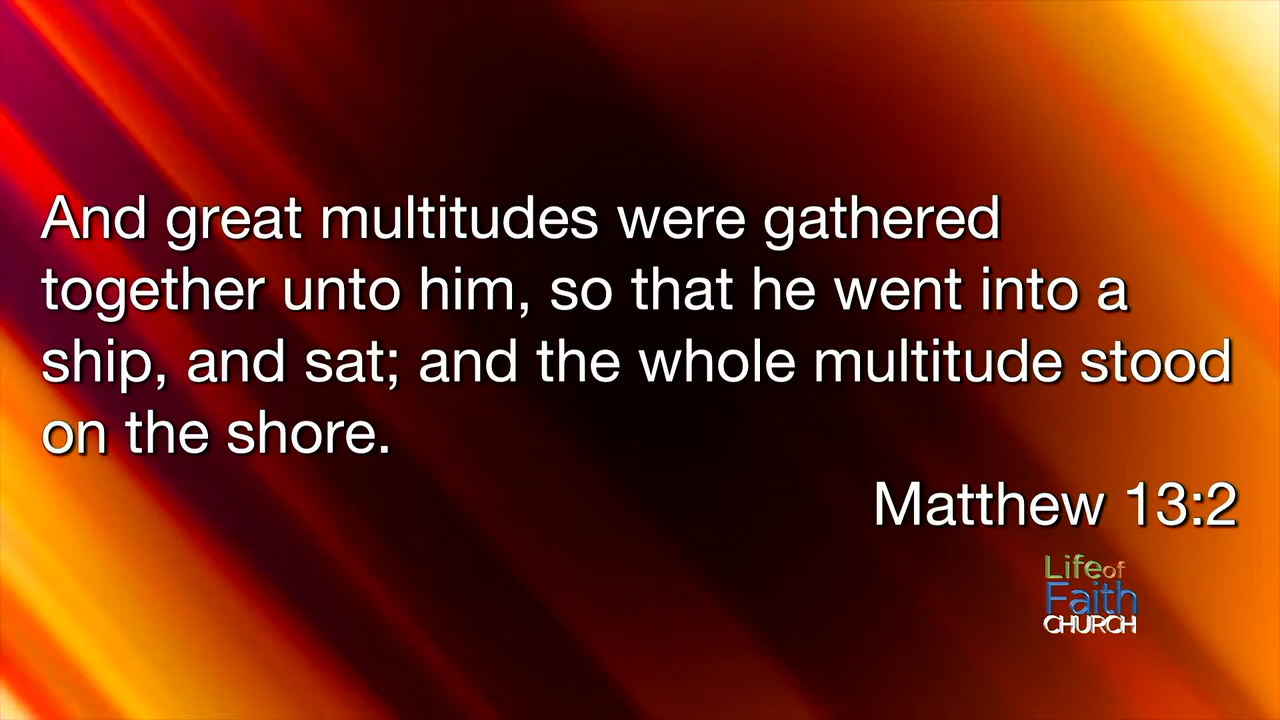 And great multitudes were gathered
together unto him, so that he went into a
ship, and sat; and the whole multitude stood
on the shore.
Matthew 13:2
Life of
Faith
CHURCH